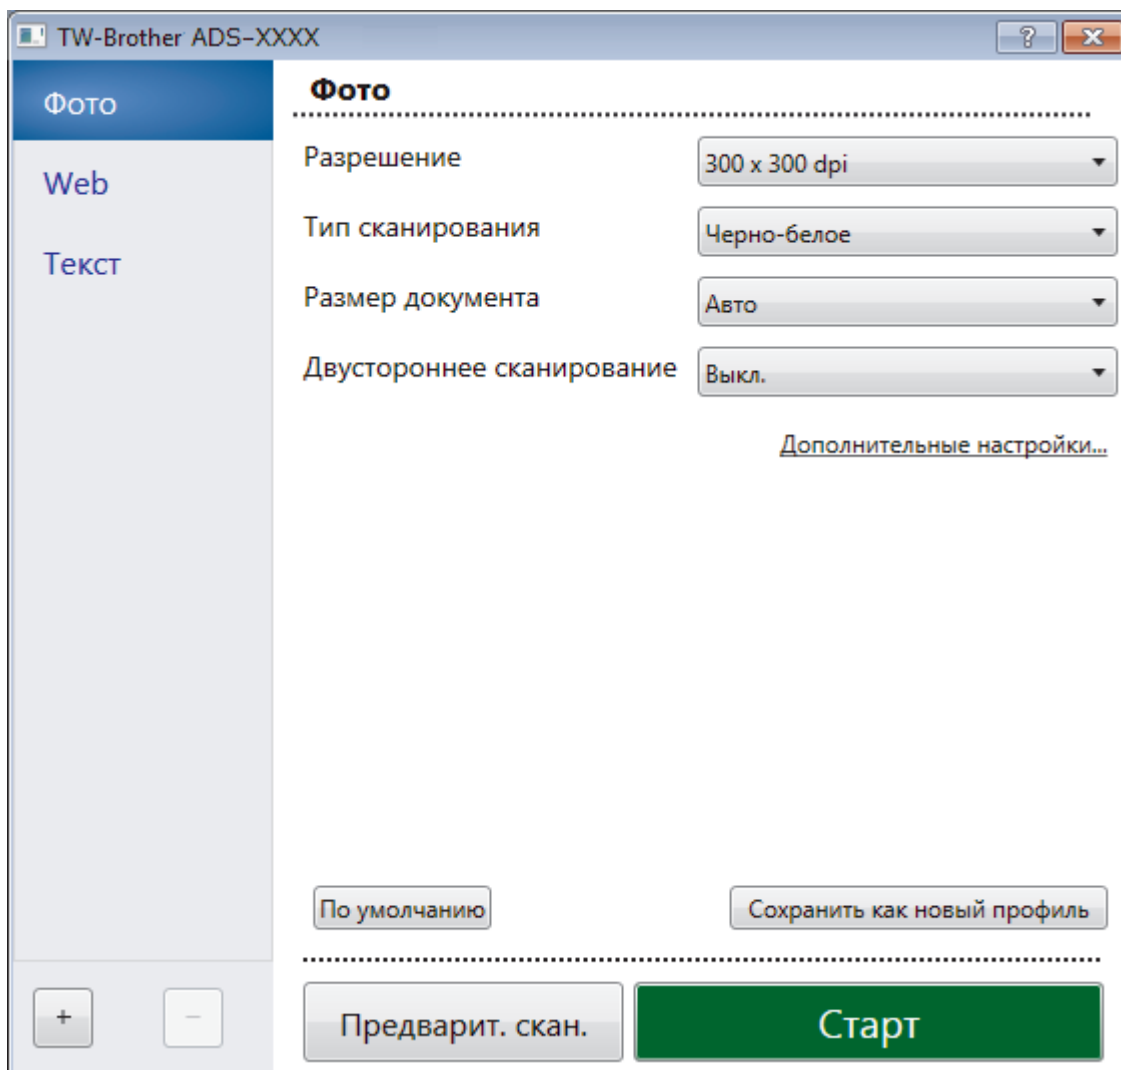 TW-Brother ADS-XXXX
?
x
Фото
Web
Текст
Фото
Разрешение
300 x 300 dpi
Тип сканирования
Черно-белое
Размер документа
Авто
Двустороннее сканирование
Выкл.
Дополнительные настройки...
По умолчанию
Сохранить как новый профиль
+
−
Предварит. скан.
Старт